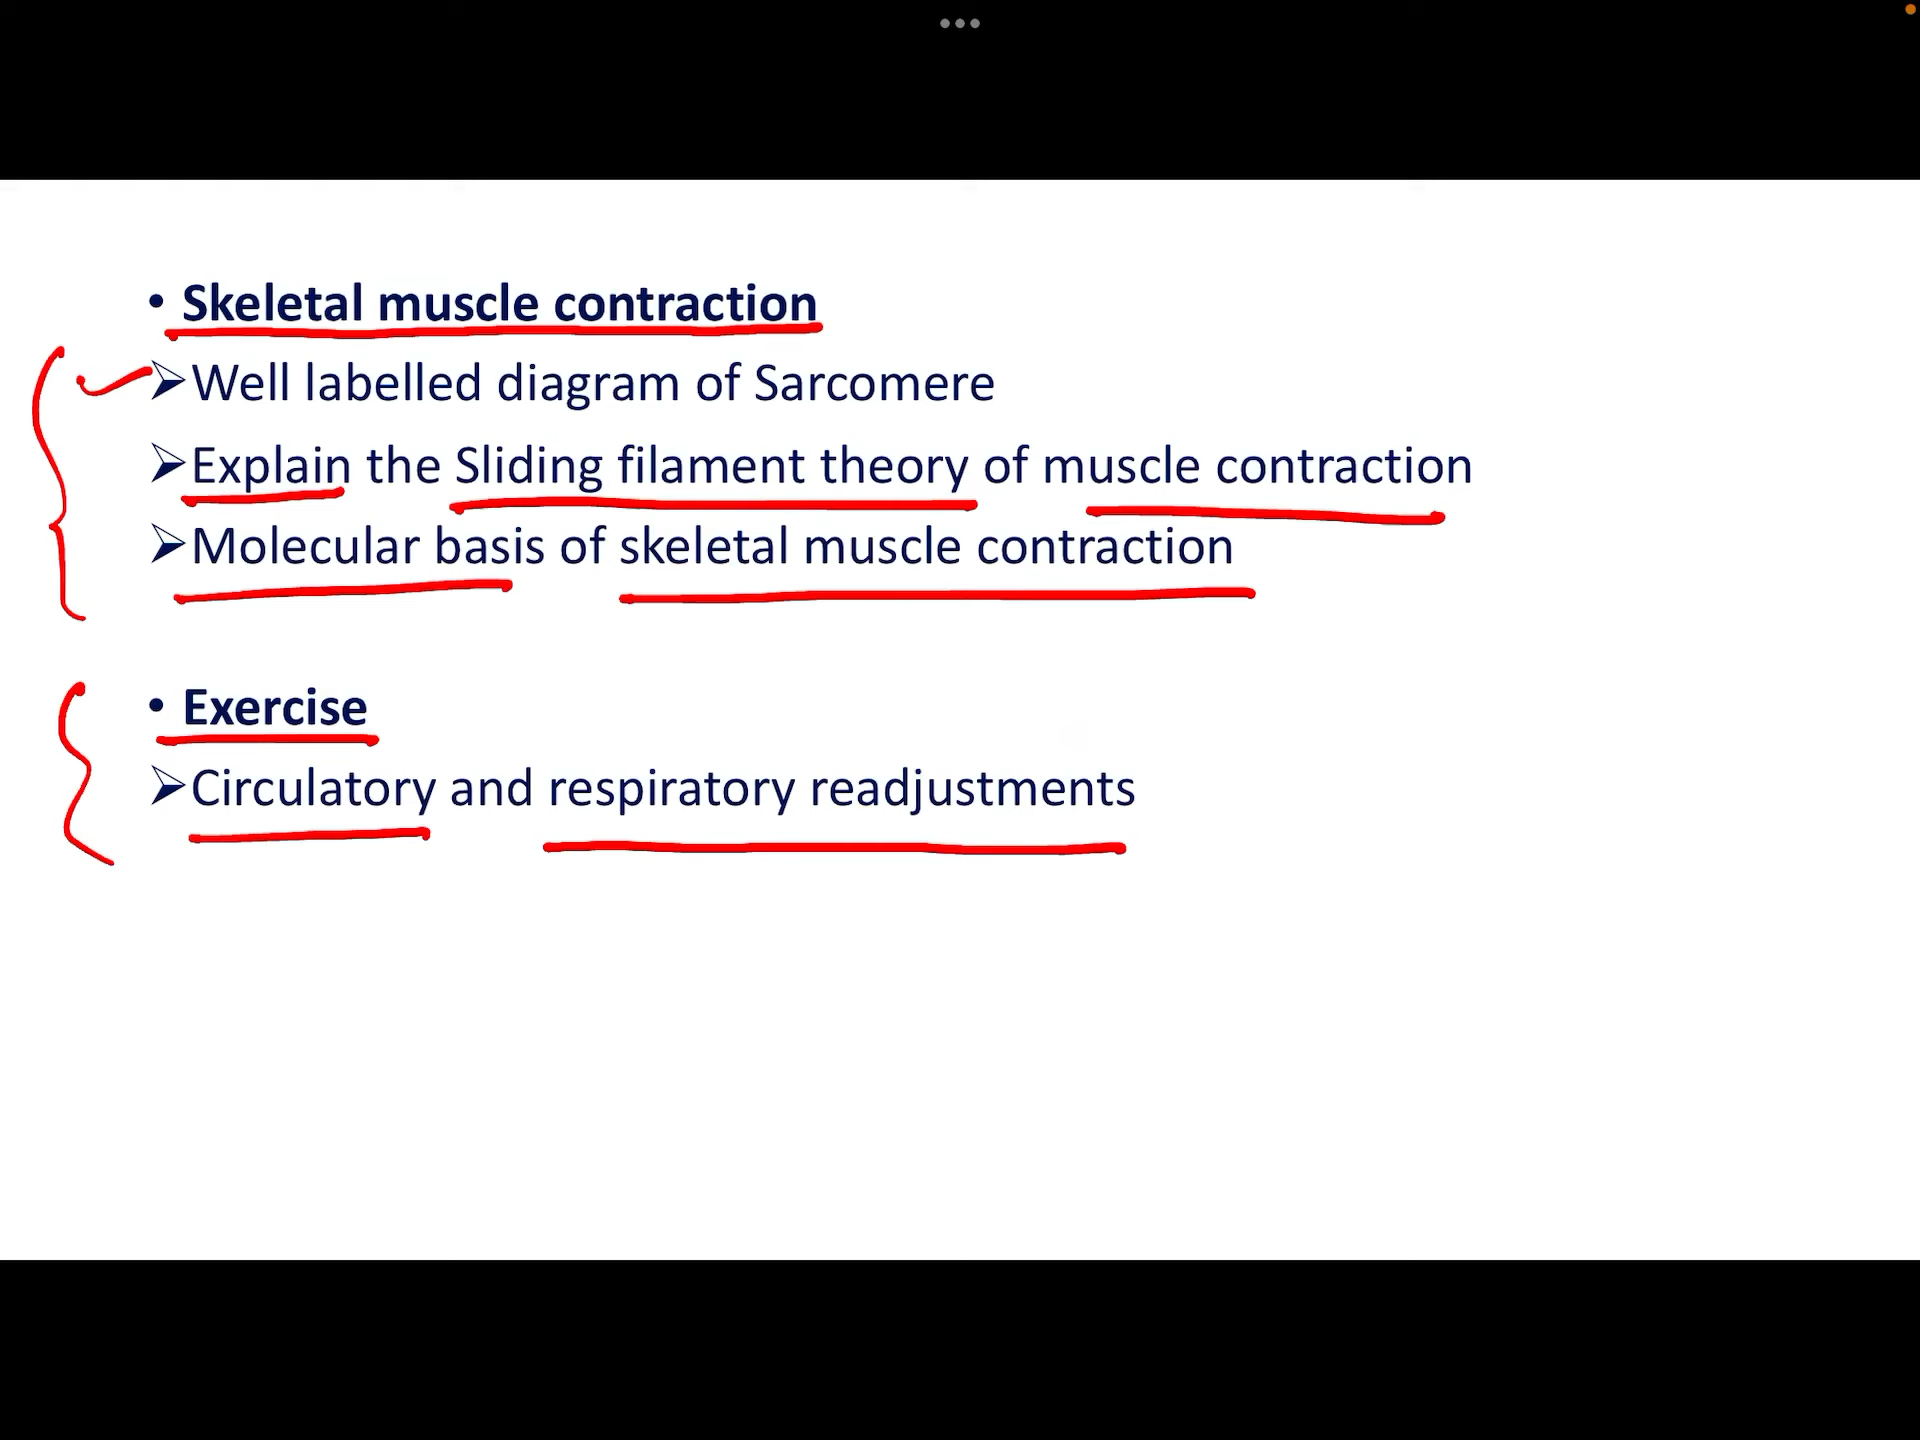 • Skeletal muscle contraction
➢Well labelled diagram of Sarcomere
➢Explain the Sliding filament theory of muscle contraction
➢Molecular basis of skeletal muscle contraction
• Exercise
➢Circulatory and respiratory readjustments